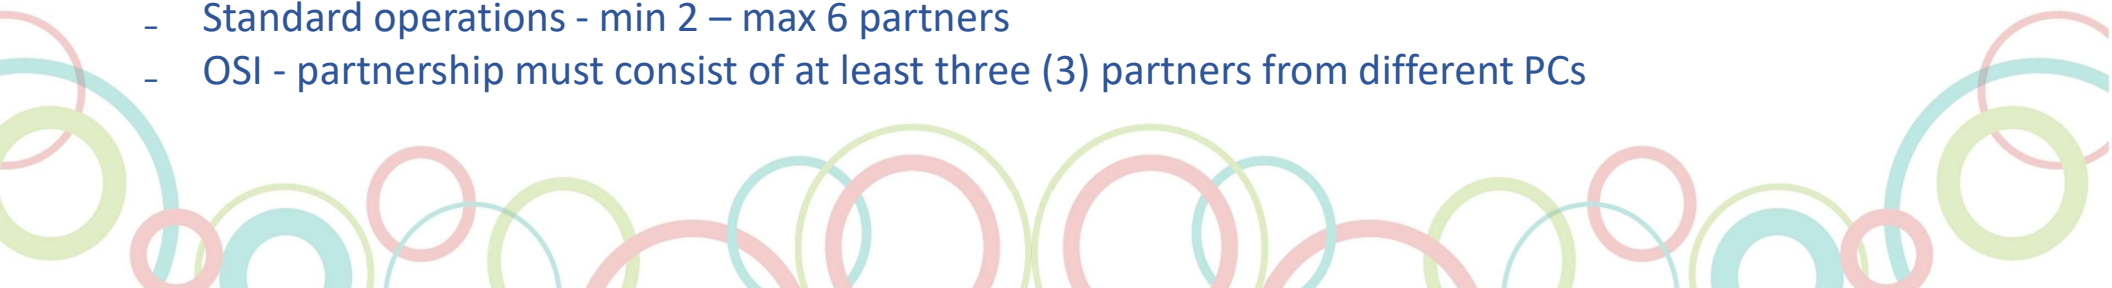 - Standard operations - min 2 – max 6 partners
- OSI - partnership must consist of at least three (3) partners from different PCs